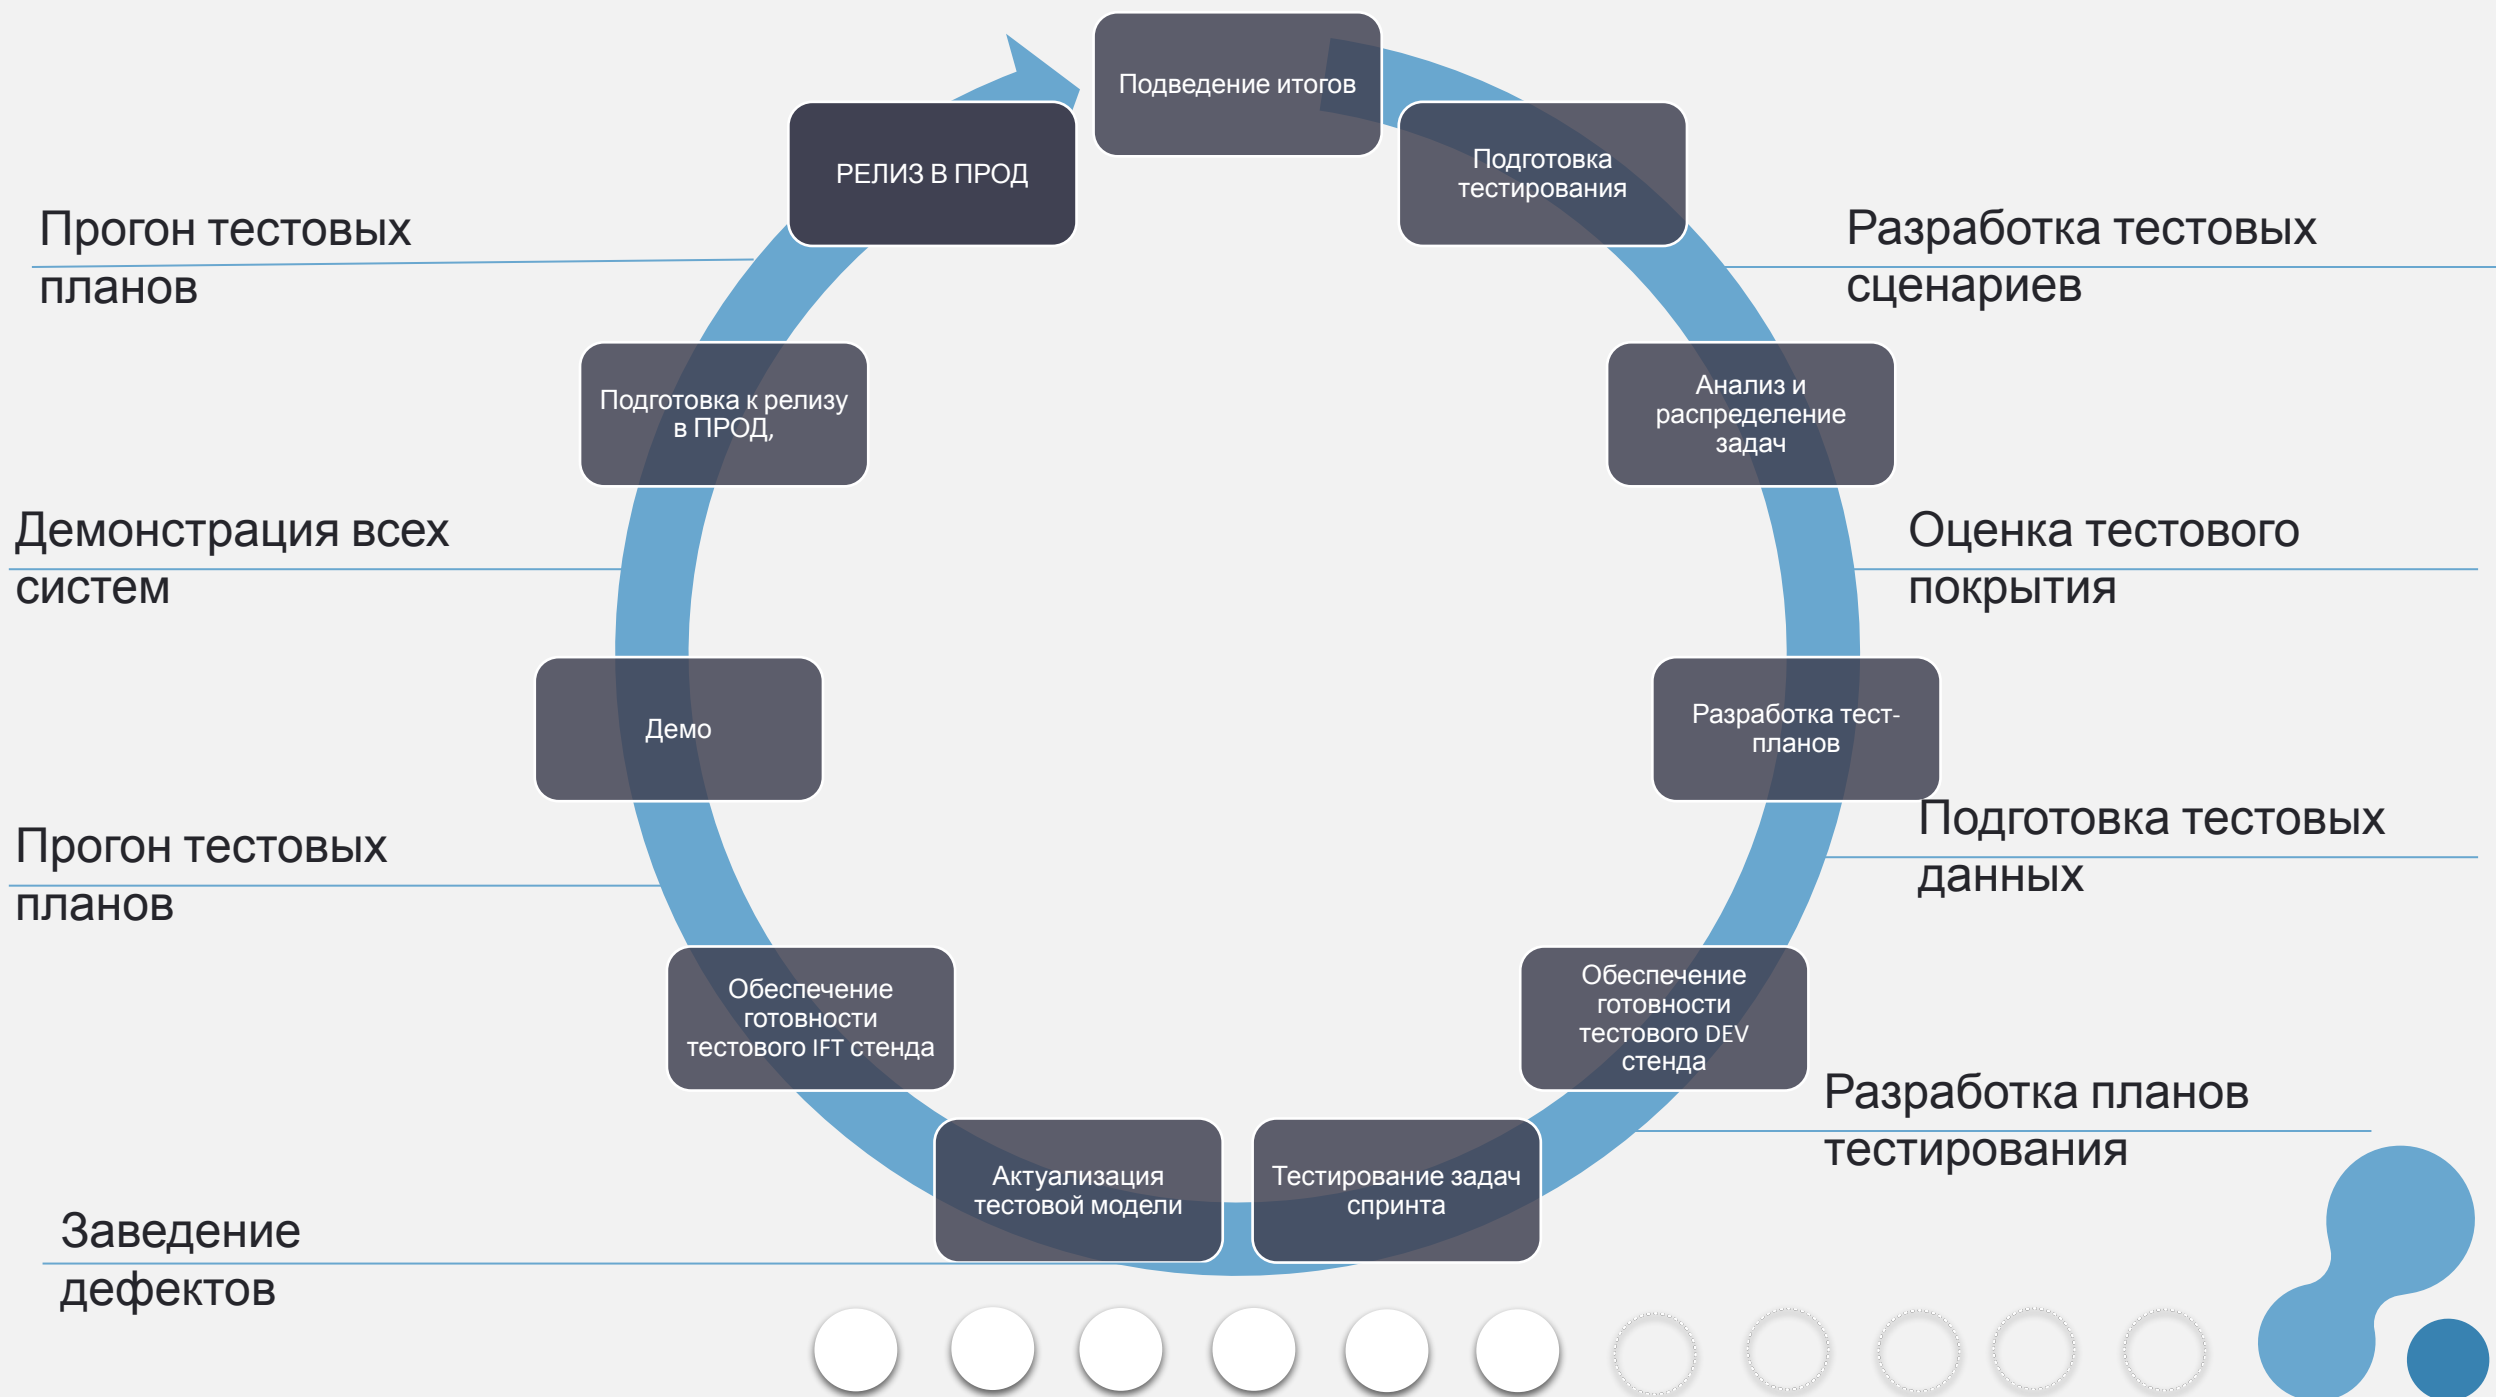 Подведение итогов
Подготовка
тестирования
РЕЛИЗ В ПРОД
Прогон тестовых
планов
Разработка тестовых
сценариев
Подготовка к релизу
в ПРОД,
Анализ и
распределение
задач
Демонстрация всех
систем
Оценка тестового
покрытия
Демо
Разработка тест-
планов
Прогон тестовых
планов
Подготовка тестовых
данных
Обеспечение
готовности
тестового IFT стенда
Обеспечение
готовности
тестового DEV
стенда
Разработка планов
тестирования
Актуализация
тестовой модели
Тестирование задач
спринта
Заведение
дефектов